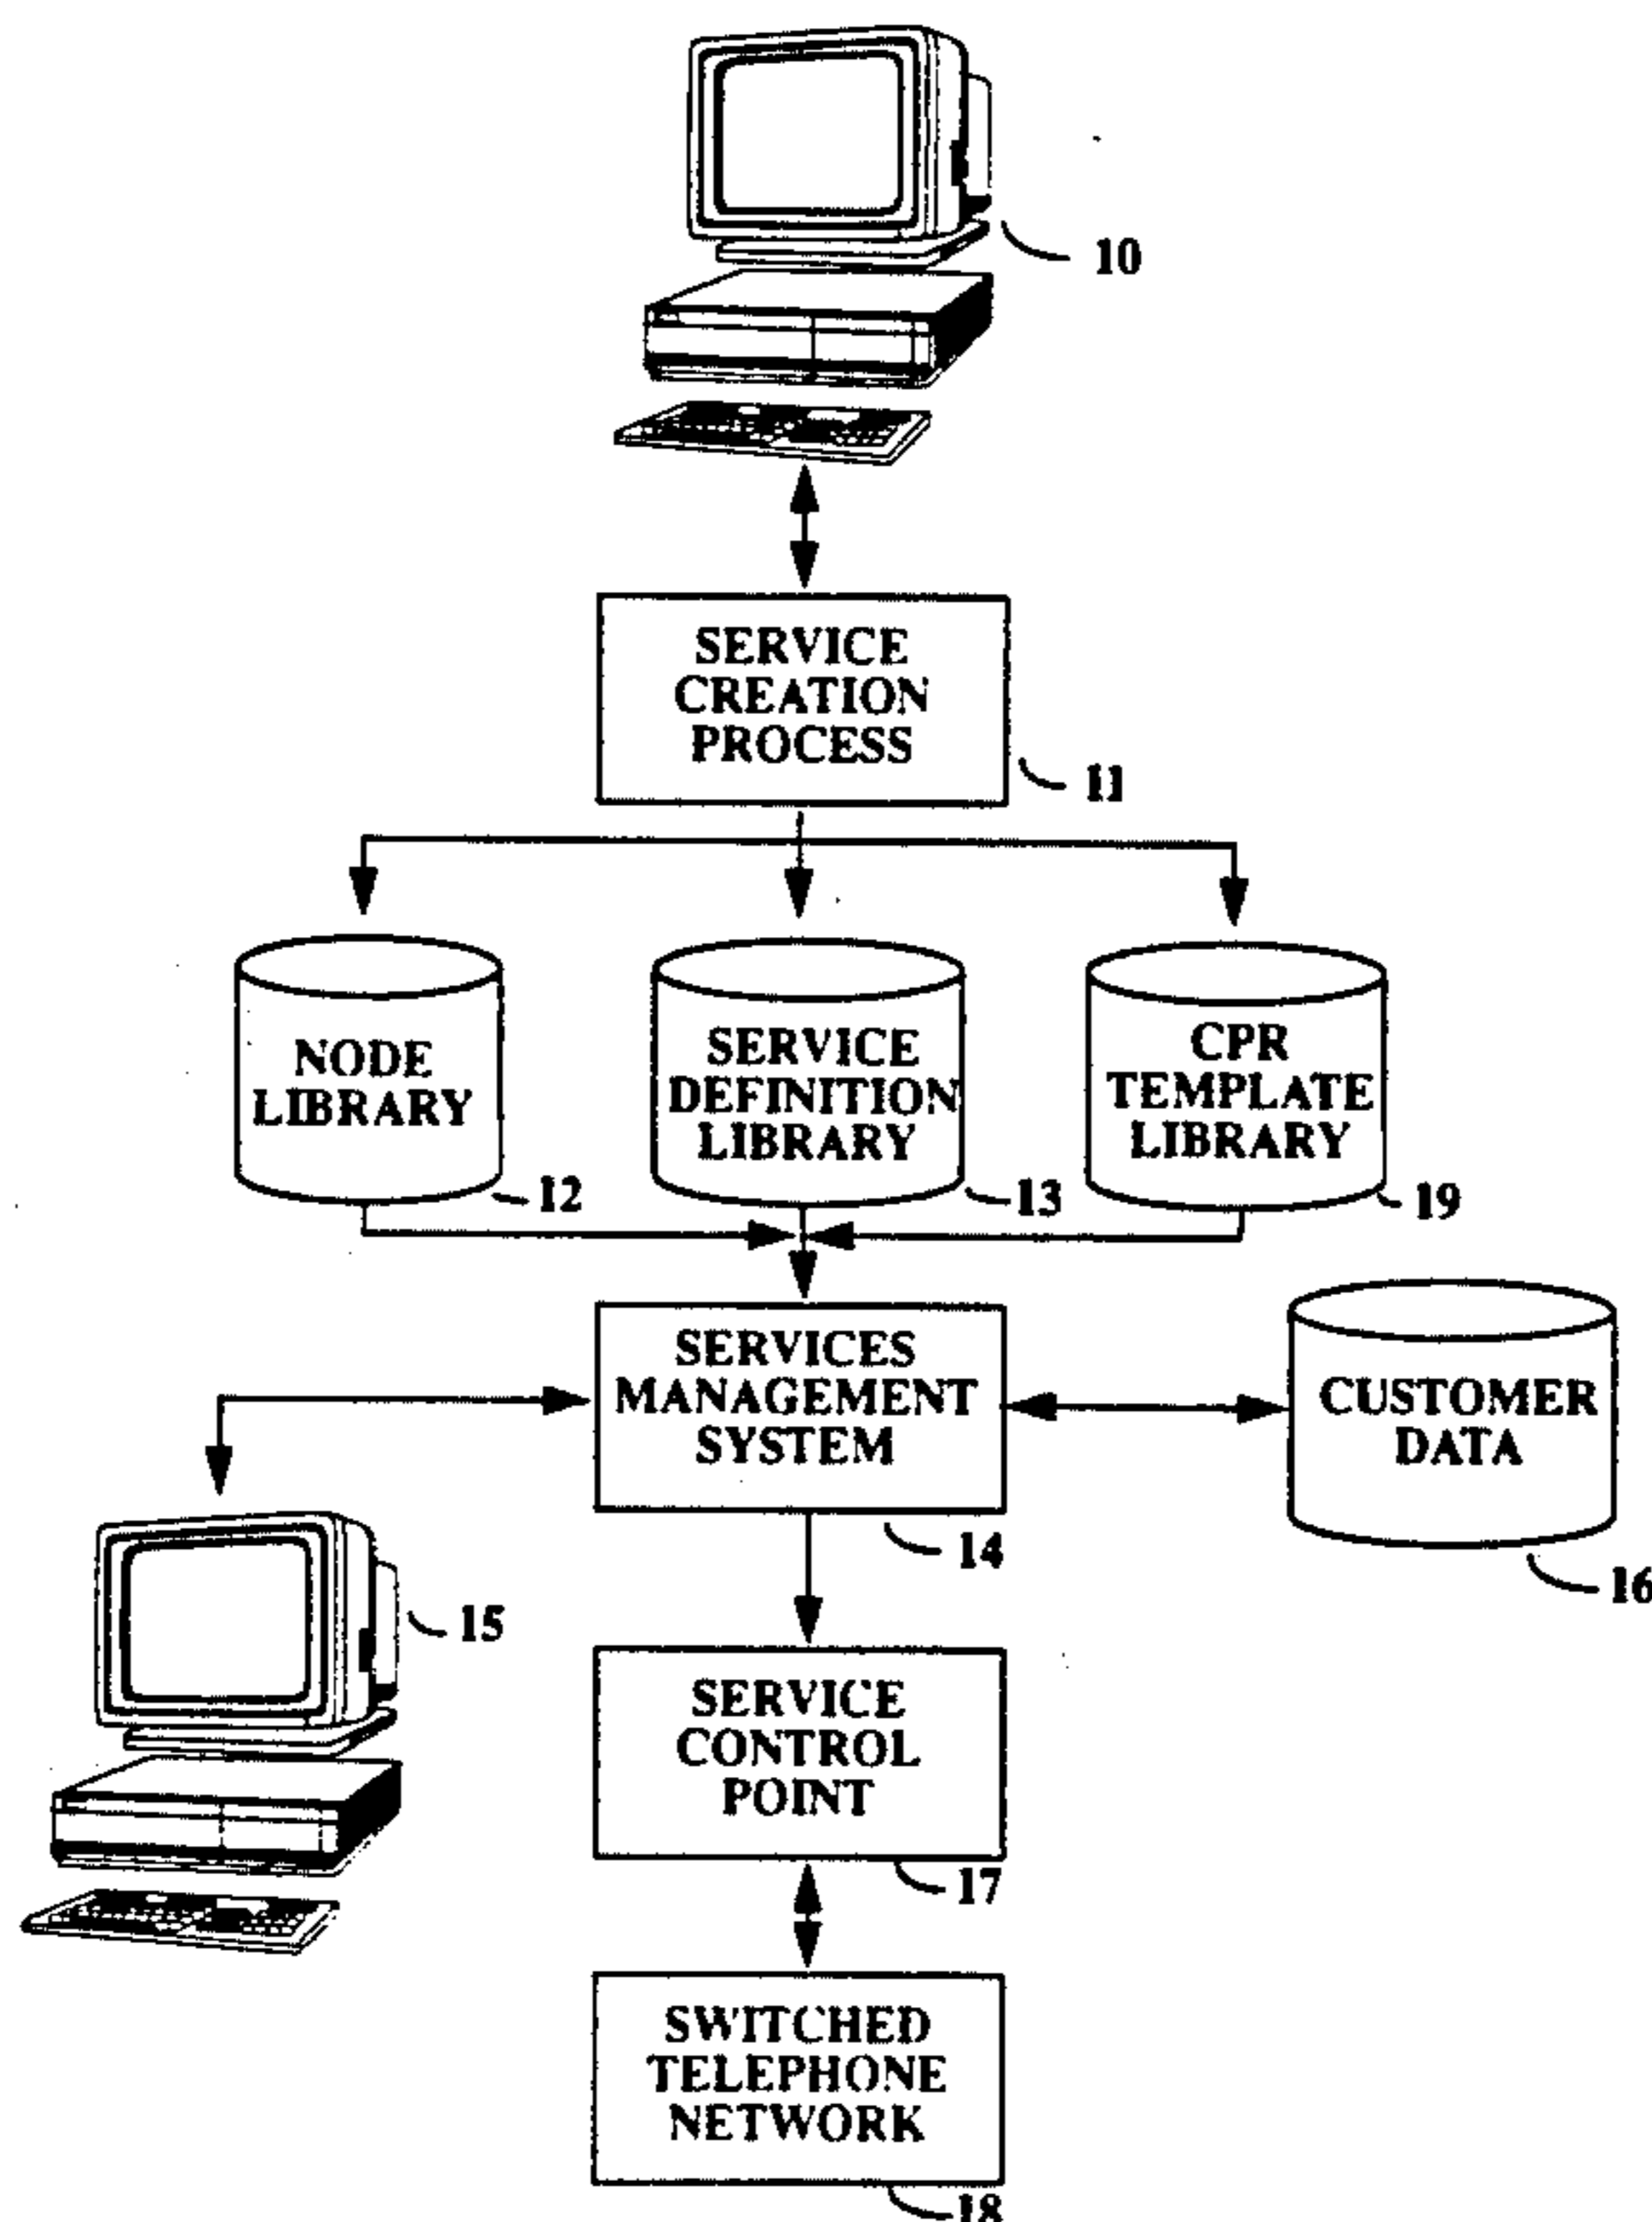 10
SERVICE
CREATION
PROCESS
11
NODE
LIBRARY
12
SERVICE
DEFINITION
LIBRARY
13
CPR
TEMPLATE
LIBRARY
19
SERVICES
MANAGEMENT
SYSTEM
14
CUSTOMER
DATA
16
15
SERVICE
CONTROL
POINT
17
SWITCHED
TELEPHONE
NETWORK
18